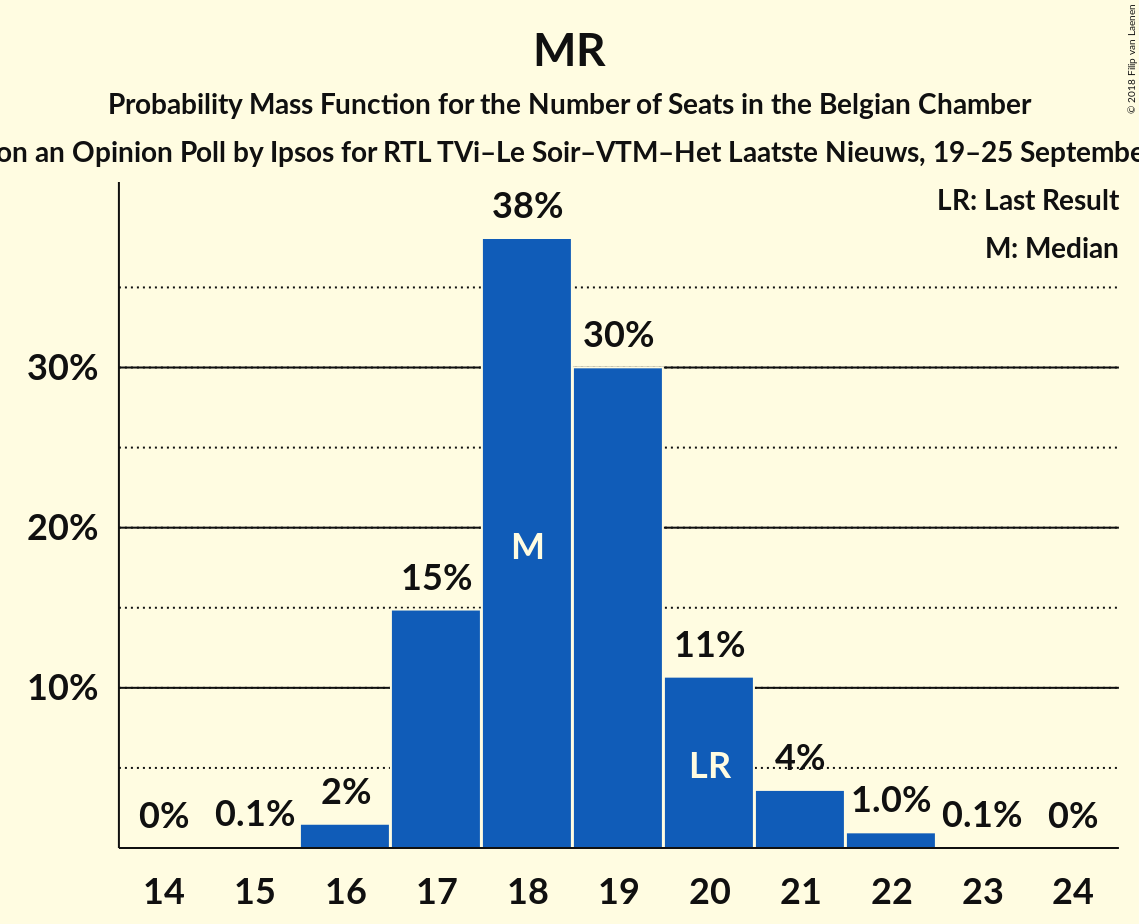 © 2018 Filip van Laenen
MR
Probability Mass Function for the Number of Seats in the Belgian Chamber
on an Opinion Poll by Ipsos for RTL TVi–Le Soir–VTM–Het Laatste Nieuws, 19–25 Septembe
LR: Last Result
M: Median
38%
30%
30%
20%
M
15%
11%
10%
LR
4%
2%
1.0%
0%
0.1%
0.1%
0%
14 15 16 17 18 19 20 21 22 23 24